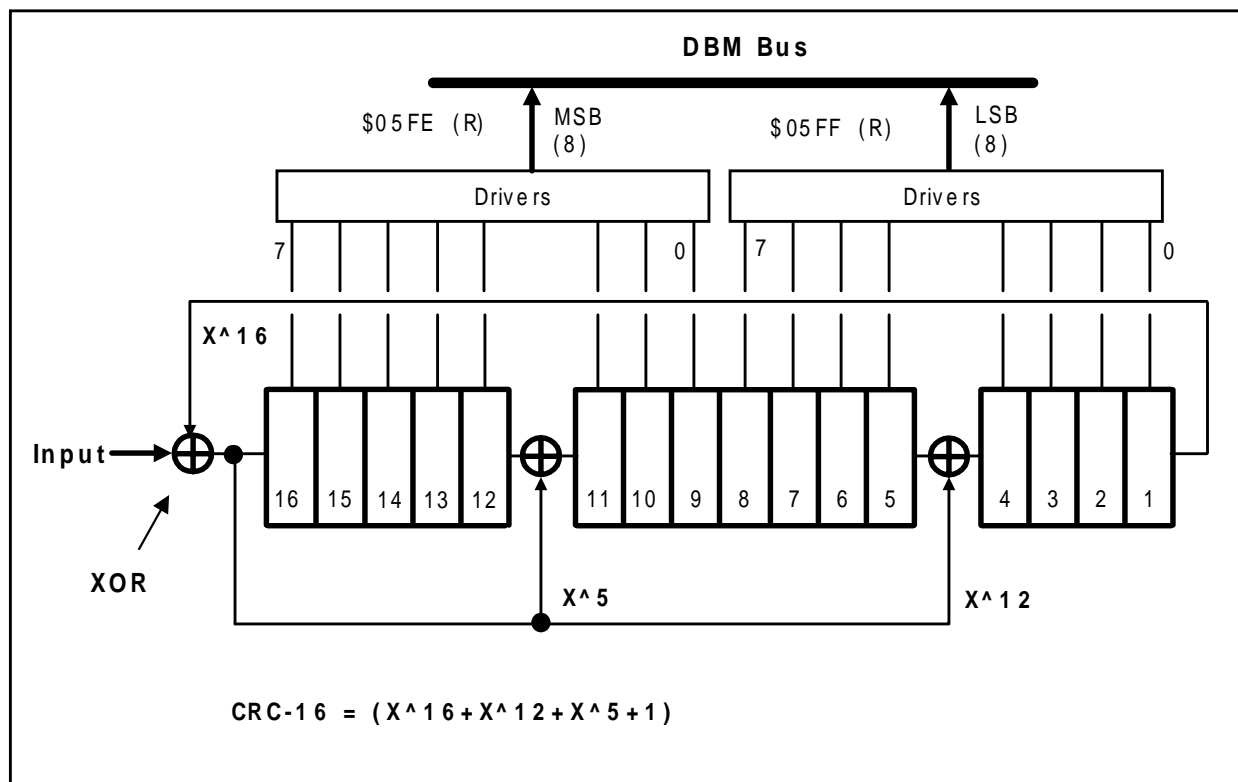 DBM Bus
$05FE (R)
MSB
(8)
$05FF (R)
LSB
(8)
Drivers
Drivers
7
0
7
0
X^16
Input
16 15 14 13 12
11 10 9 8 7 6 5
4 3 2 1
XOR
X^5
X^12
CRC-16 = (X^16+X^12+X^5+1)